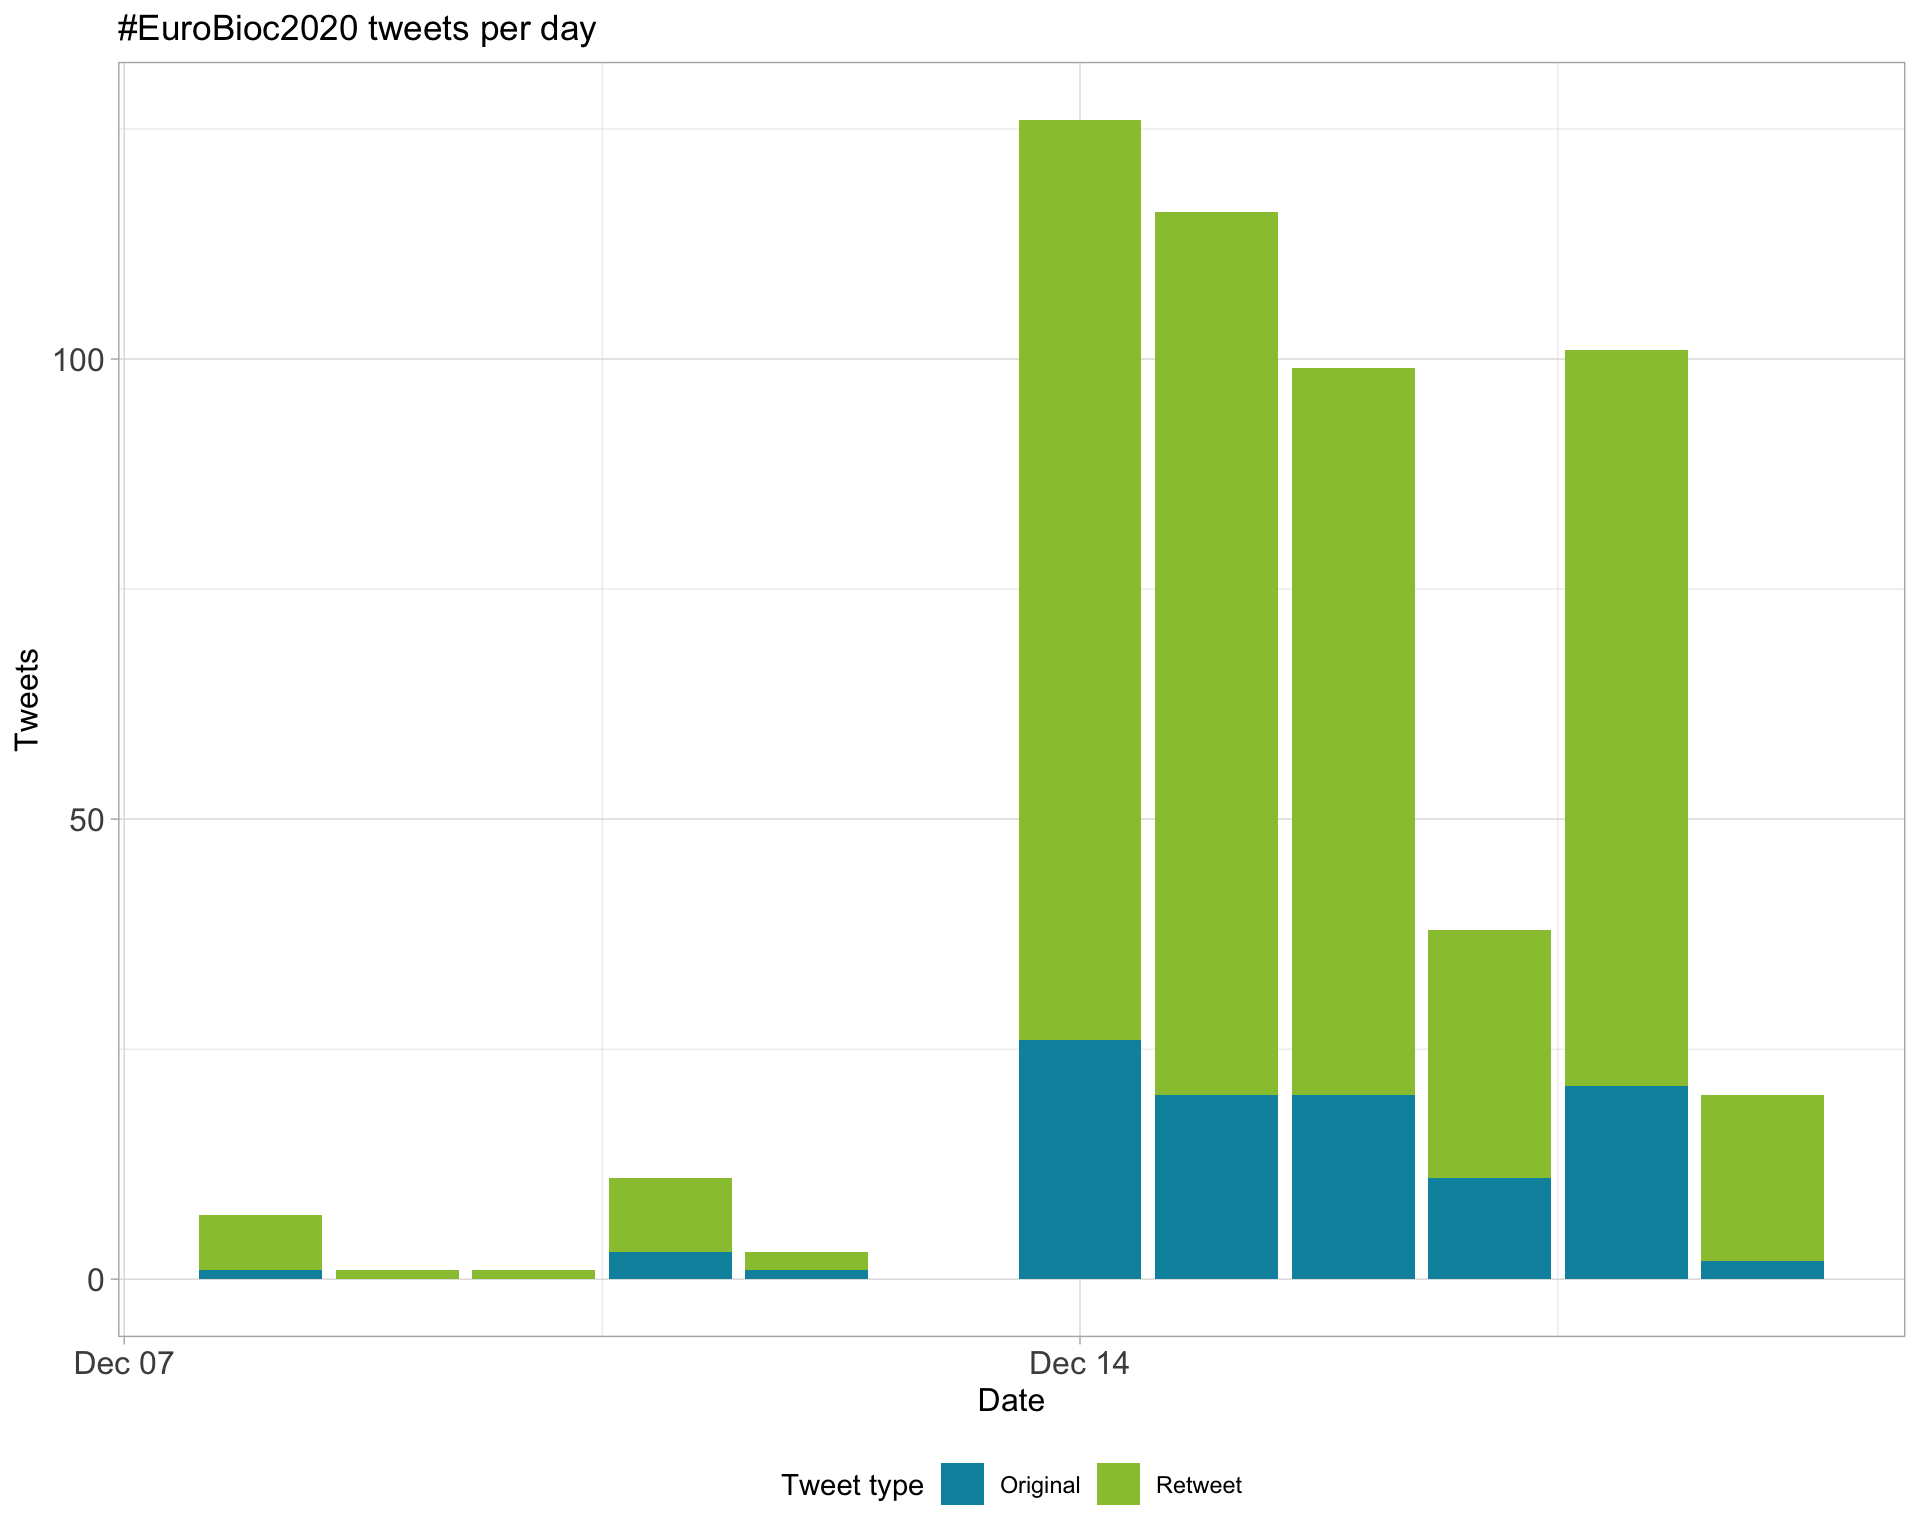 #EuroBioc2020 tweets per day
Tweets
100
50
0
Dec 07
Dec 14
Date
Tweet type
Original
Retweet